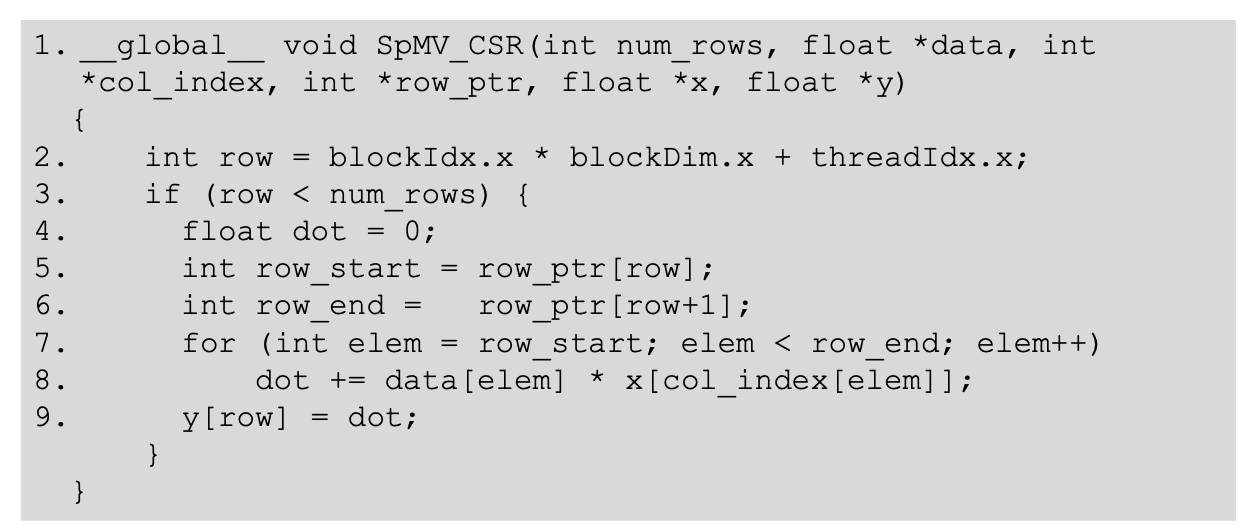 1. __global__ void SpMV_CSR(int num_rows, float *data, int
*col_index, int *row_ptr, float *x, float *y)
{
2.     int row = blockIdx.x * blockDim.x + threadIdx.x;
3.     if (row < num_rows) {
4.       float dot = 0;
5.       int row_start = row_ptr[row];
6.       int row_end =   row_ptr[row+1];
7.       for (int elem = row_start; elem < row_end; elem++)
8.           dot += data[elem] * x[col_index[elem]];
9.       y[row] = dot;
}
}